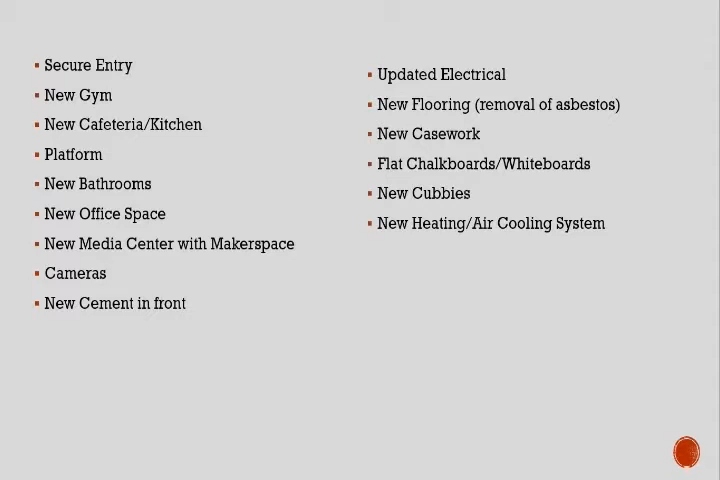 Secure Entry
New Gym
New Cafeteria/Kitchen
Platform
New Bathrooms
New Office Space
New Media Center with Makerspace
Cameras
New Cement in front
Updated Electrical
New Flooring (removal of asbestos)
New Casework
Flat Chalkboards/Whiteboards
New Cubbies
New Heating/Air Cooling System